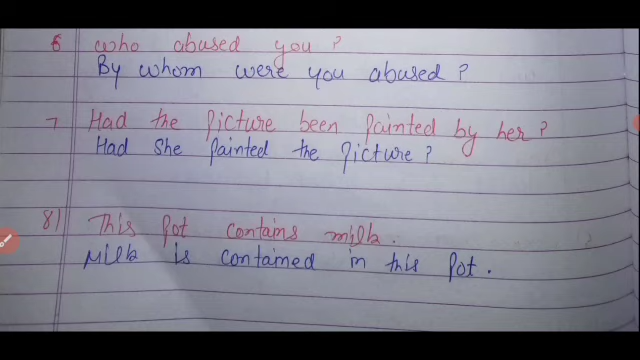 6 Who abused you?
By whom were you abused?
7 Had the Picture been Painted by her?
Had She Painted the Picture?
8) This Pot contains milk.
Milk is contained in this Pot.